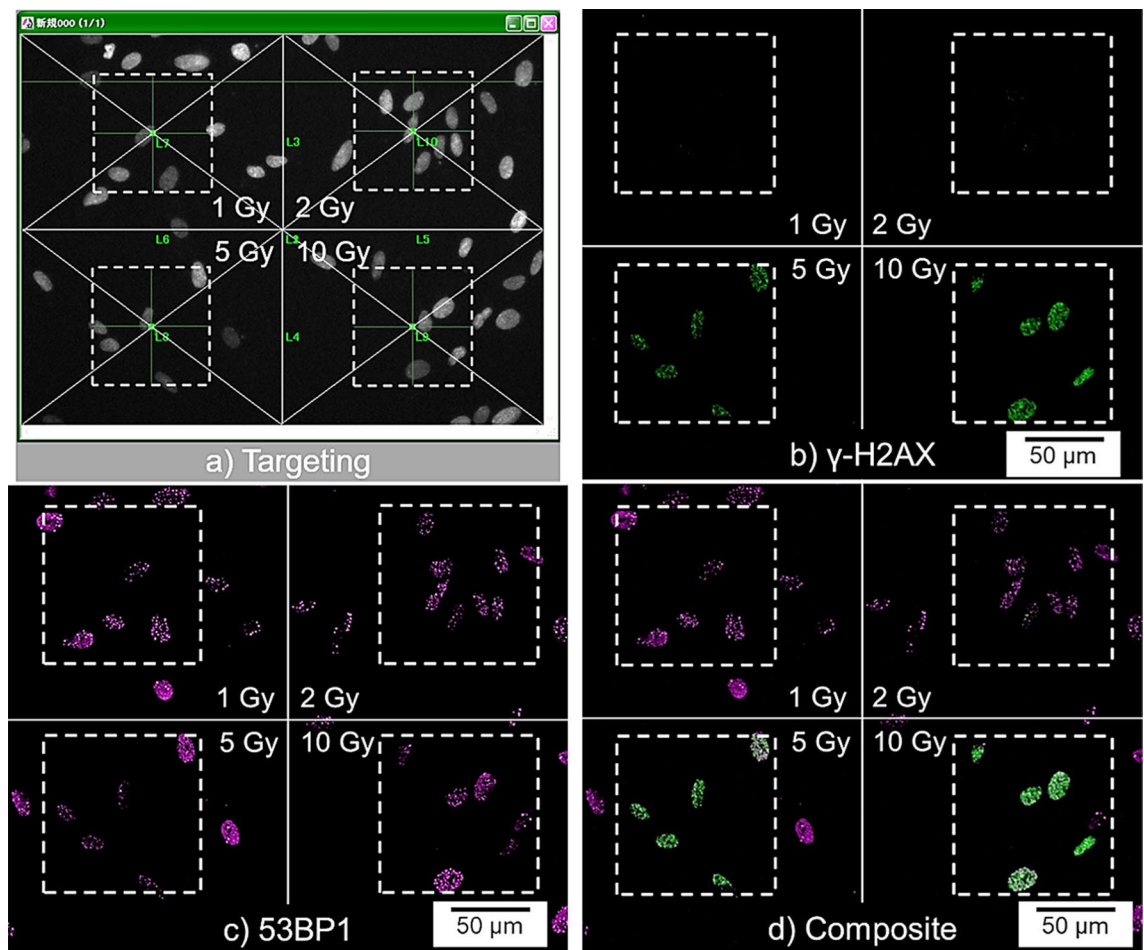 新規000 (1/1)
L7
L3
L10
1 Gy
2 Gy
L6
5 Gy
10 Gy
L5
L8
L4
L9
a) Targeting
1 Gy
2 Gy
5 Gy
10 Gy
b) γ-H2AX
50 µm
1 Gy
2 Gy
5 Gy
10 Gy
c) 53BP1
50 µm
1 Gy
2 Gy
5 Gy
10 Gy
d) Composite
50 µm